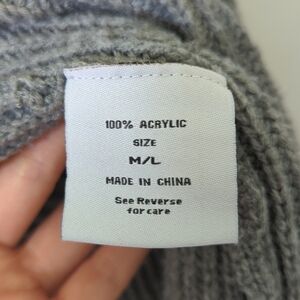 100% ACRYLIC
SIZE
M/L
MADE IN CHINA
See Reverse
for care